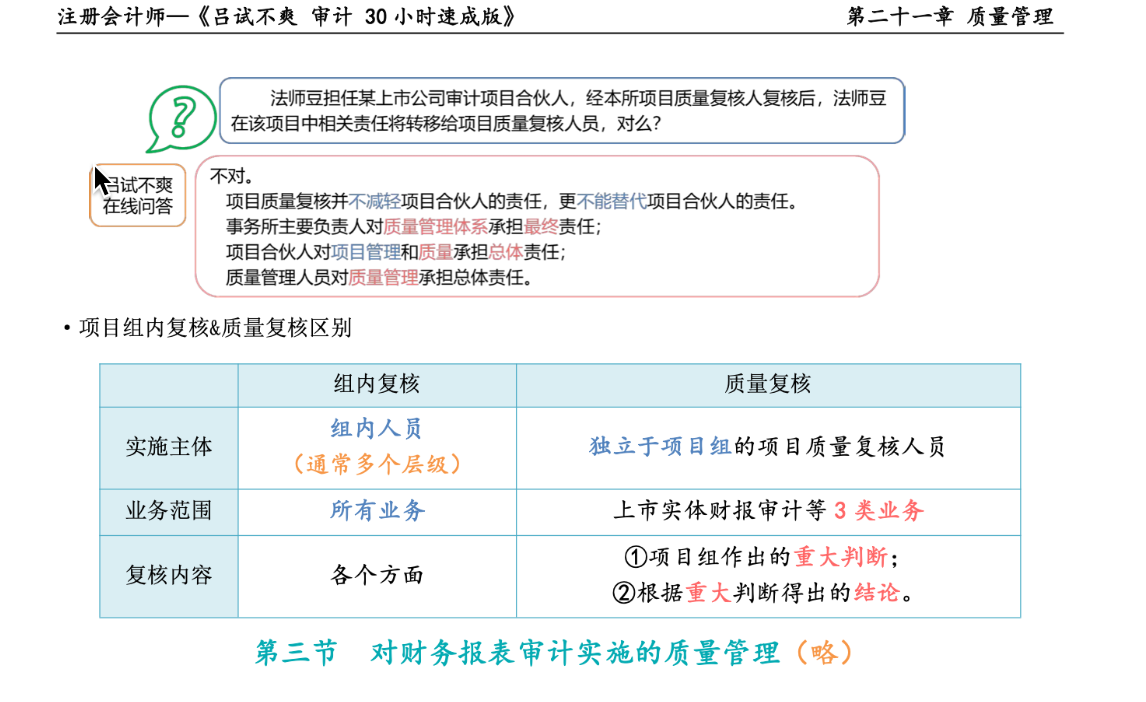 注册会计师—《吕试不爽 审计 30 小时速成版》 第二十一章 质量管理
法师豆担任某上市公司审计项目合伙人，经本所项目质量复核人复核后，法师豆
在该项目中相关责任将转移给项目质量复核人员，对么？
吕试不爽
在线问答
不对。
项目质量复核并不减轻项目合伙人的责任，更不能替代项目合伙人的责任。
事务所主要负责人对质量管理体系承担最终责任；
项目合伙人对项目管理和质量承担总体责任；
质量管理人员对质量管理承担总体责任。
•项目组内复核&质量复核区别
组内复核 质量复核
实施主体
组内人员
（通常多个层级）
独立于项目组的项目质量复核人员
业务范围 所有业务 上市实体财报审计等 3 类业务
复核内容 各个方面
①项目组作出的重大判断；
②根据重大判断得出的结论。
第三节 对财务报表审计实施的质量管理（略）